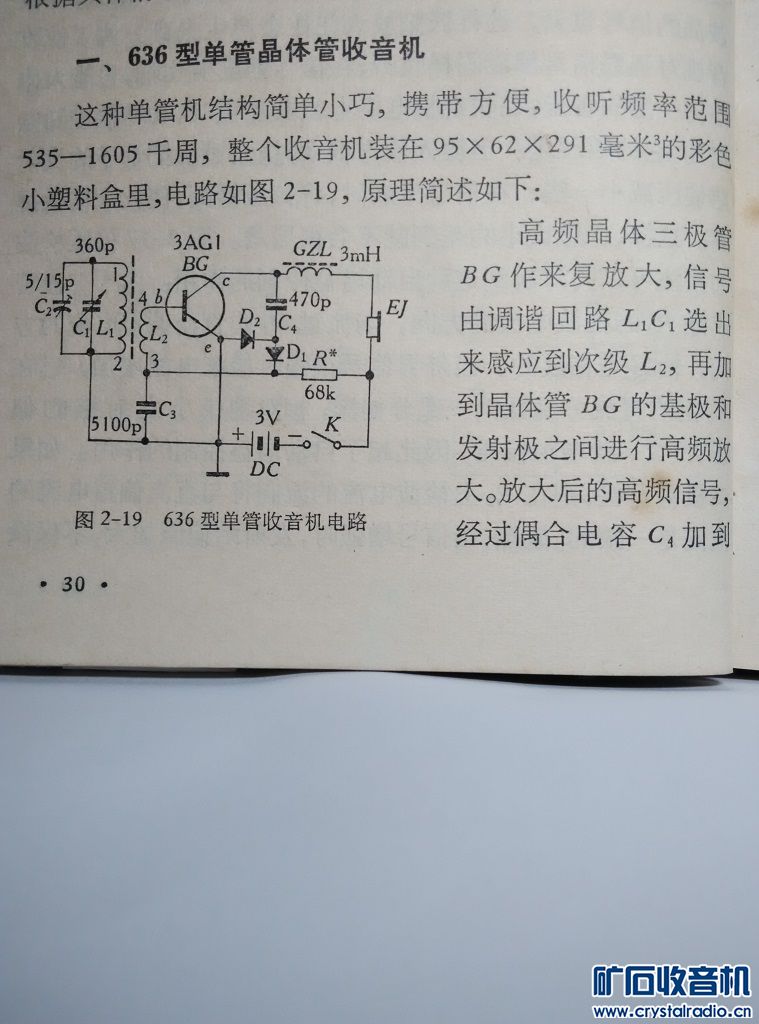 一、636型单管晶体管收音机
这种单管机结构简单小巧，携带方便，收听频率范围
535—1605千周，整个收音机装在95×62×291毫米³的彩色
小塑料盒里，电路如图2-19，原理简述如下：
高频晶体三极管
BG作来复放大，信号
由调谐回路L₁C₁选出
来感应到次级L₂，再加
到晶体管BG的基极和
发射极之间进行高频放
大。放大后的高频信号，
经过偶合电容C₄加到
360p
3AG1
BG
GZL
3mH
5/15p
C₂
C₁
L₁
1
2
4
b
L₂
3
c
e
470p
C₄
D₂
D₁
R*
68k
EJ
5100p
C₃
+
3V
−
DC
K
图2-19 636型单管收音机电路
• 30 •
矿石收音机
www.crystalradio.cn